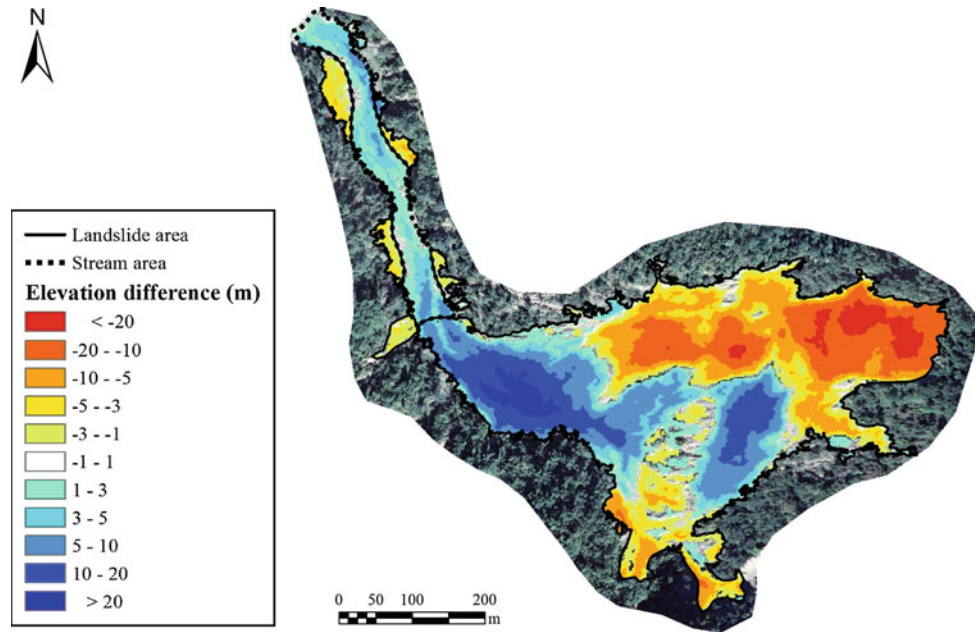 N
Landslide area
Stream area
Elevation difference (m)
< -20
-20 - -10
-10 - -5
-5 - -3
-3 - -1
-1 - 1
1 - 3
3 - 5
5 - 10
10 - 20
> 20
0 50 100 200
m